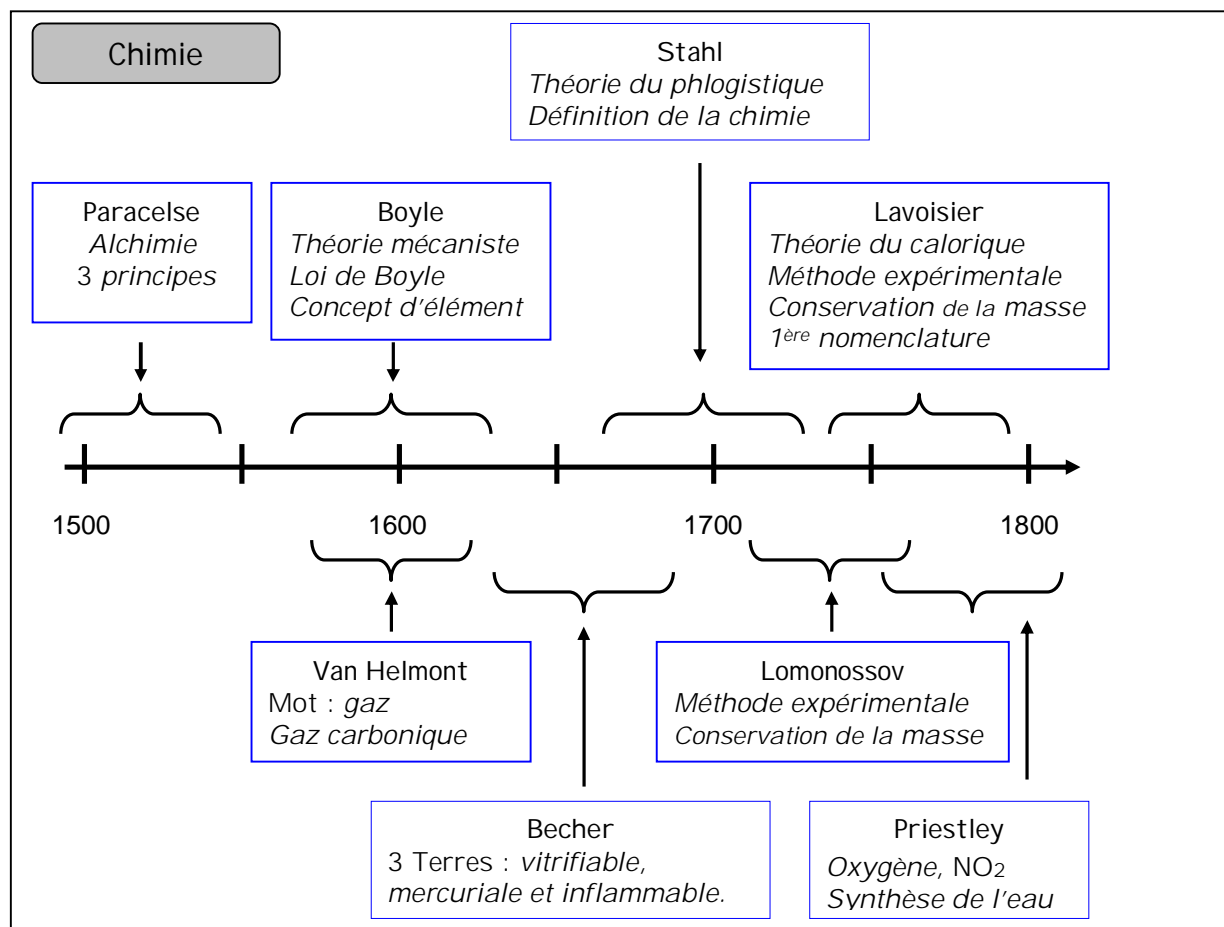 Chimie
Stahl
Théorie du phlogistique
Définition de la chimie
Paracelse
Alchimie
3 principes
Boyle
Théorie mécaniste
Loi de Boyle
Concept d'élément
Lavoisier
Théorie du calorique
Méthode expérimentale
Conservation de la masse
1ère nomenclature
1500
1600
1700
1800
Van Helmont
Mot : gaz
Gaz carbonique
Lomonossov
Méthode expérimentale
Conservation de la masse
Becher
3 Terres : vitrifiable,
mercuriale et inflammable.
Priestley
Oxygène, NO2
Synthèse de l'eau